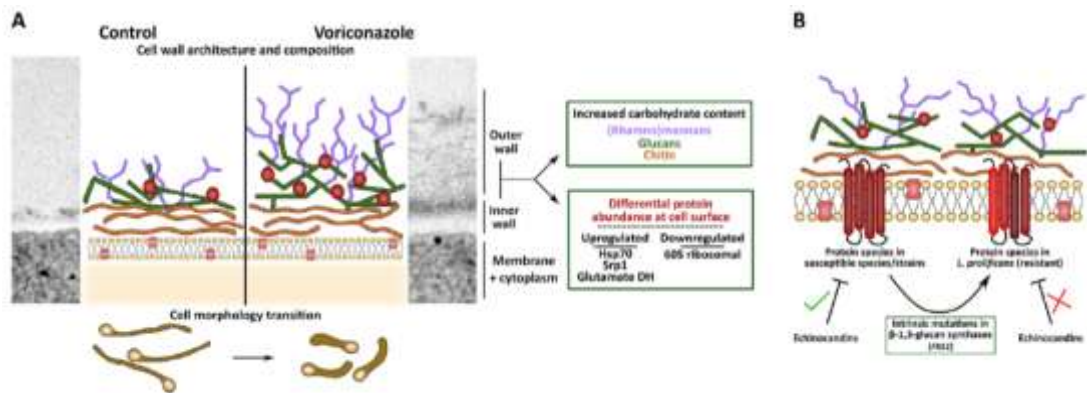 A
Control
Voriconazole
Cell wall architecture and composition
Outer
wall
Inner
wall
Membrane
+ cytoplasm
Increased carbohydrate content
(Rhamno)mannans
Glucans
Chitin
Differential protein
abundance at cell surface
Upregulated
Hsp70
Srp1
Glutamate DH
Downregulated
60S ribosomal
Cell morphology transition
B
Protein species in
susceptible species/strains
Protein species in
L. prolificans (resistant)
Echinocandins
Intrinsic mutations in
β-1,3-glucan synthases
Echinocandins